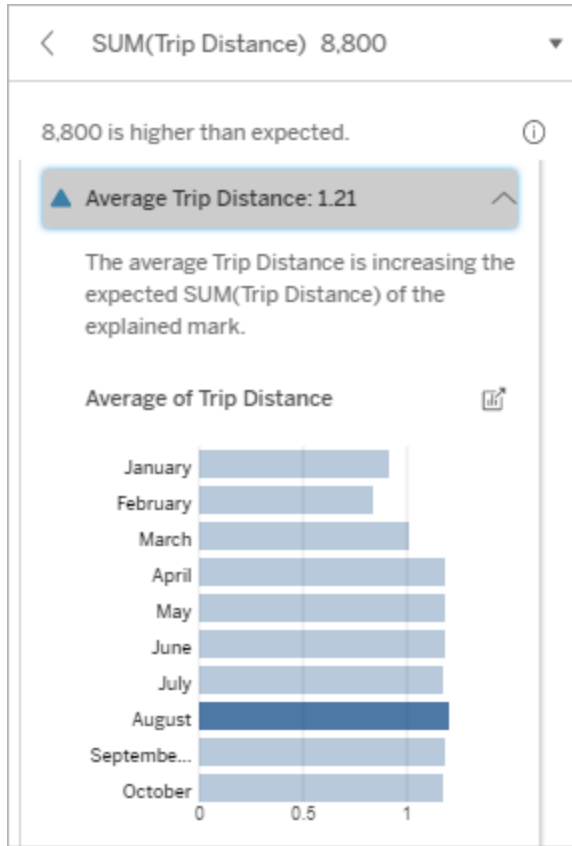 SUM(Trip Distance) 8,800
8,800 is higher than expected.
Average Trip Distance: 1.21
The average Trip Distance is increasing the
expected SUM(Trip Distance) of the
explained mark.
Average of Trip Distance
January
February
March
April
May
June
July
August
Septembe...
October
0 0.5 1